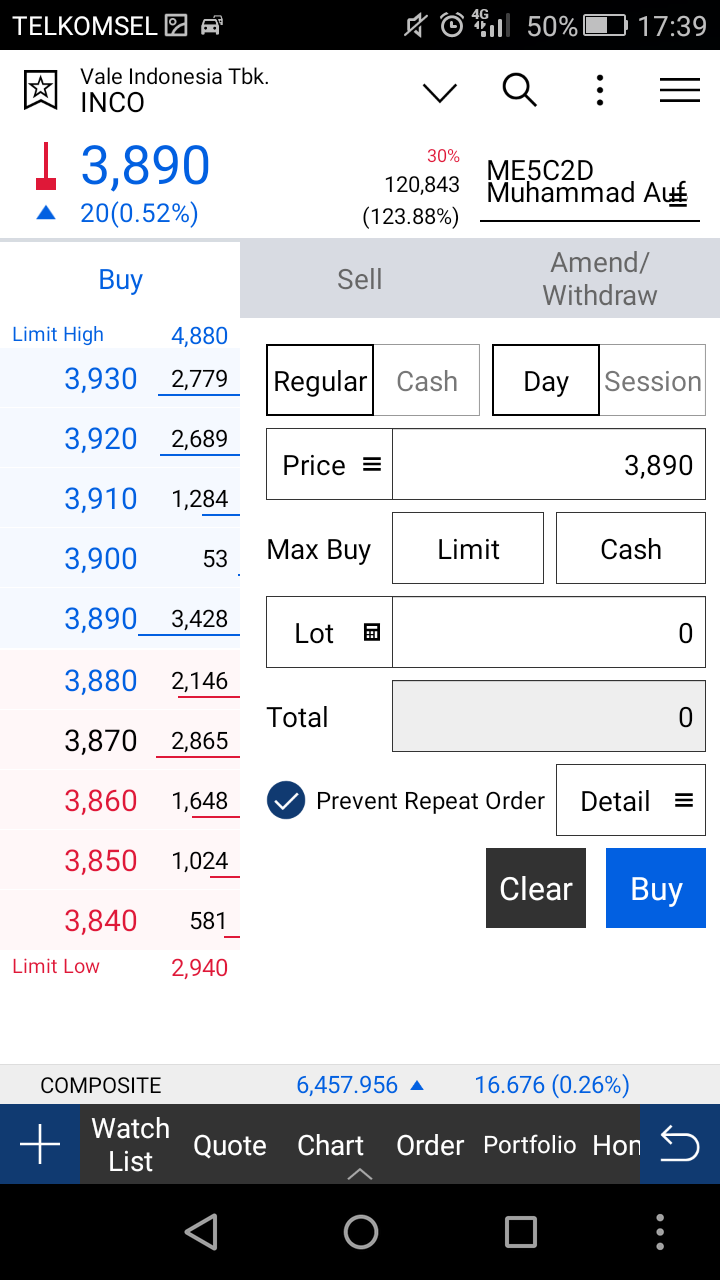 TELKOMSEL 4G 50% 17:39
Vale Indonesia Tbk.
INCO
3,890
20(0.52%)
30%
120,843
(123.88%)
ME5C2D
Muhammad Auf
Buy
Sell
Amend/
Withdraw
Limit High 4,880
3,930 2,779
3,920 2,689
3,910 1,284
3,900 53
3,890 3,428
3,880 2,146
3,870 2,865
3,860 1,648
3,850 1,024
3,840 581
Limit Low 2,940
Regular Cash Day Session
Price 3,890
Max Buy Limit Cash
Lot 0
Total 0
Prevent Repeat Order Detail
Clear Buy
COMPOSITE 6,457.956 16.676 (0.26%)
Watch
List
Quote Chart Order Portfolio Hon